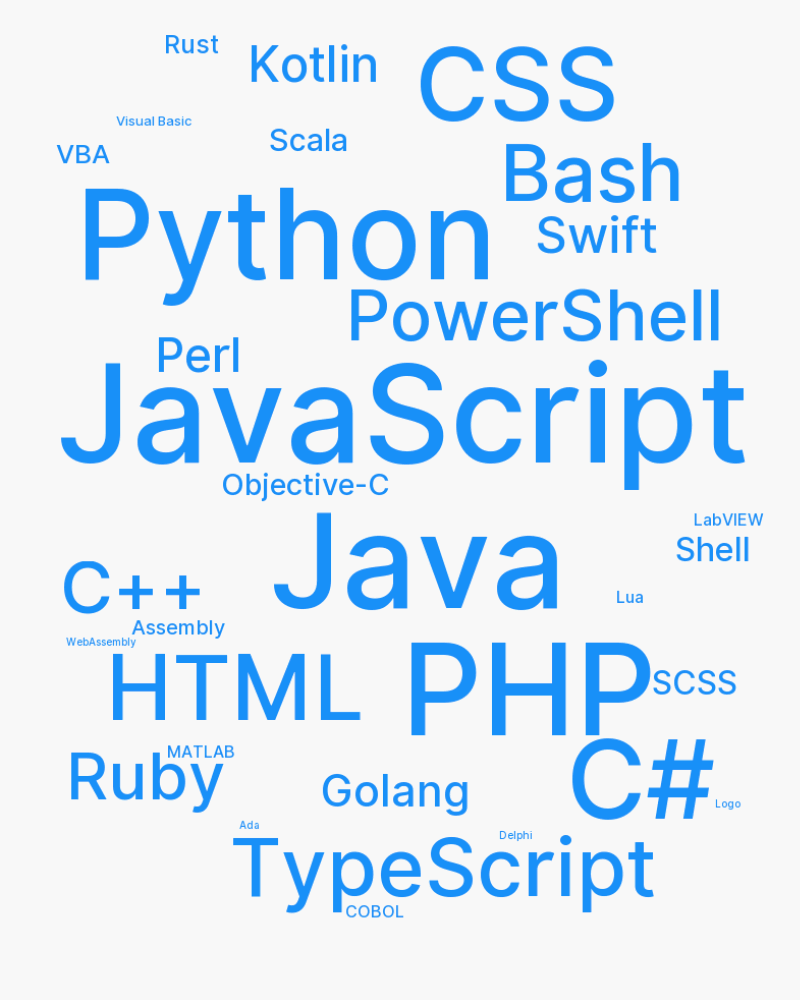 Rust
Kotlin
CSS
Visual Basic
VBA
Scala
Bash
Python
Swift
PowerShell
Perl
JavaScript
Objective-C
LabVIEW
Java
Shell
C++
Lua
Assembly
WebAssembly
HTML
PHP
SCSS
MATLAB
Ruby
Golang
C#
Logo
Ada
Delphi
TypeScript
COBOL